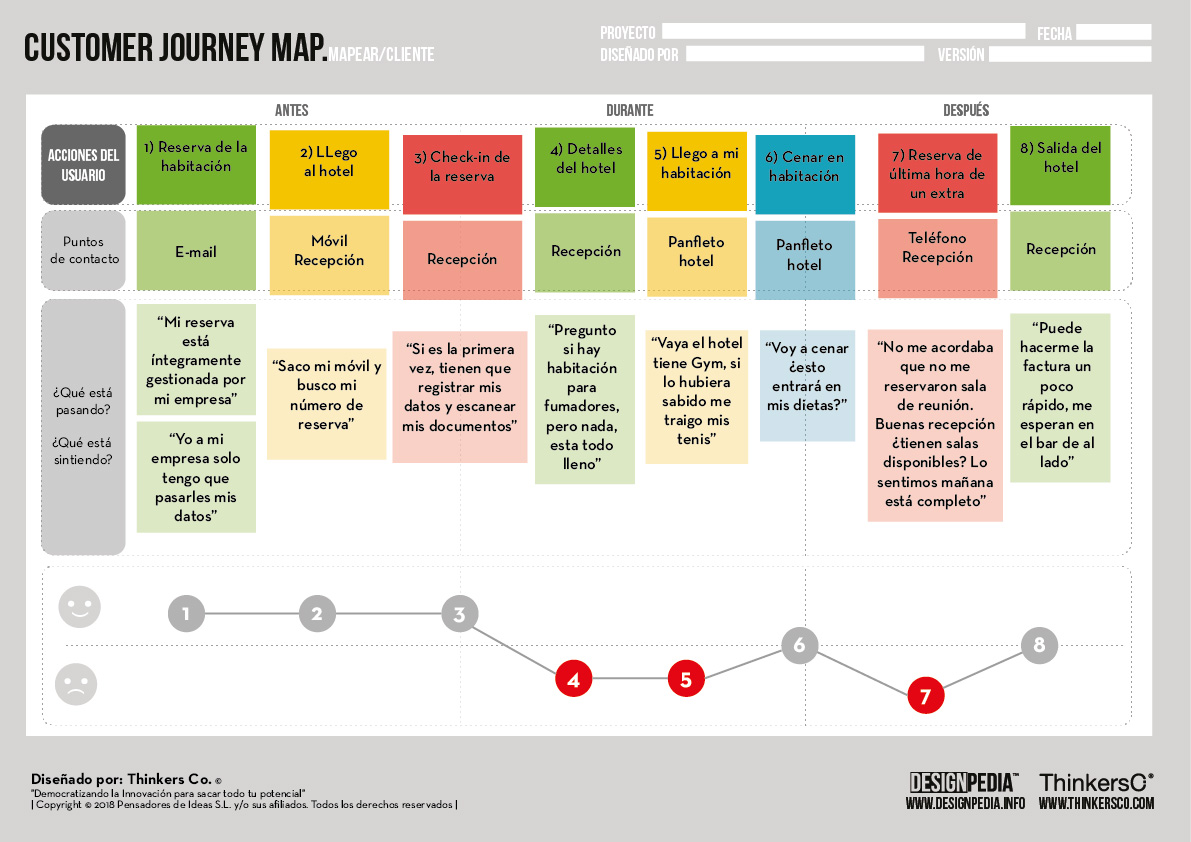 CUSTOMER JOURNEY MAP.MAPEAR/CLIENTE
PROYECTO
FECHA
DISEÑADO POR
VERSIÓN
ANTES
DURANTE
DESPUÉS
ACCIONES DEL
USUARIO
1) Reserva de la
habitación
2) LLego
al hotel
3) Check-in de
la reserva
4) Detalles
del hotel
5) Llego a mi
habitación
6) Cenar en
habitación
7) Reserva de
última hora de
un extra
8) Salida del
hotel
Puntos
de contacto
E-mail
Móvil
Recepción
Recepción
Recepción
Panfleto
hotel
Panfleto
hotel
Teléfono
Recepción
Recepción
¿Qué está
pasando?
¿Qué está
sintiendo?
“Mi reserva
está
íntegramente
gestionada por
mi empresa”
“Yo a mi
empresa solo
tengo que
pasarles mis
datos”
“Saco mi móvil y
busco mi
número de
reserva”
“Si es la primera
vez, tienen que
registrar mis
datos y escanear
mis documentos”
“Pregunto
si hay
habitación
para
fumadores,
pero nada,
esta todo
lleno”
“Vaya el hotel
tiene Gym, si
lo hubiera
sabido me
traigo mis
tenis”
“Voy a cenar
¿esto
entrará en
mis dietas?”
“No me acordaba
que no me
reservaron sala
de reunión.
Buenas recepción
¿tienen salas
disponibles? Lo
sentimos mañana
está completo”
“Puede
hacerme la
factura un
poco
rápido, me
esperan en
el bar de al
lado”
1
2
3
4
5
6
7
8
Diseñado por: Thinkers Co. ©
"Democratizando la Innovación para sacar todo tu potencial"
| Copyright © 2018 Pensadores de Ideas S.L. y/o sus afiliados. Todos los derechos reservados |
DESIGNPEDIA™
WWW.DESIGNPEDIA.INFO
ThinkersCo®
WWW.THINKERSCO.COM